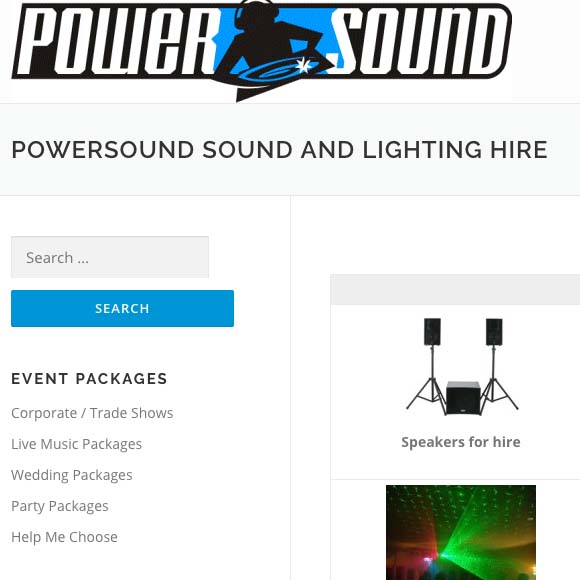 POWER SOUND
POWERSOUND SOUND AND LIGHTING HIRE
Search ...
SEARCH
EVENT PACKAGES
Corporate / Trade Shows
Live Music Packages
Wedding Packages
Party Packages
Help Me Choose
Speakers for hire